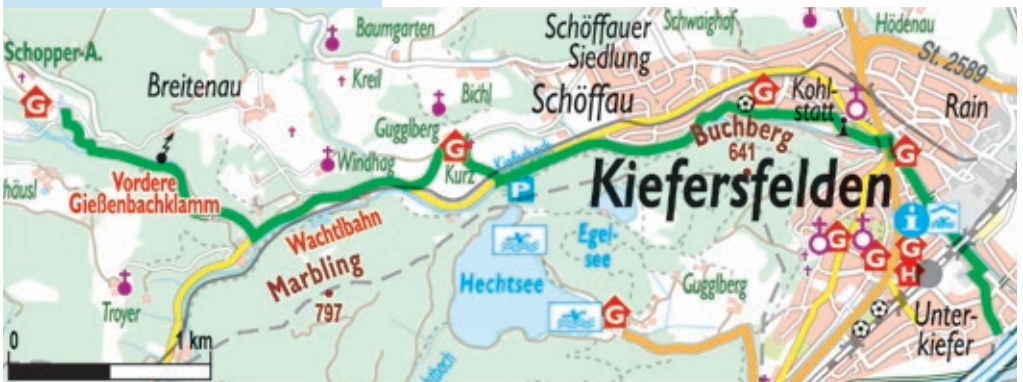 Schopper-A.
G
Breitenau
Baumgarten
Kreil
Bichl
Gugglberg
G
Kurz
Windhag
häusl
Vordere
Gießenbachklamm
Troyer
Wachtlbahn
Marbling
797
0
1 km
Schöffauer
Siedlung
Schöffau
Schwaighof
Hödenau
St. 2589
Rain
G
Kohl-
statt
Buchberg
641
Kieferbach
P
Kiefersfelden
G
i
G
G
G
H
Hechtsee
Egel-
see
G
Gugglberg
Unter-
kiefer